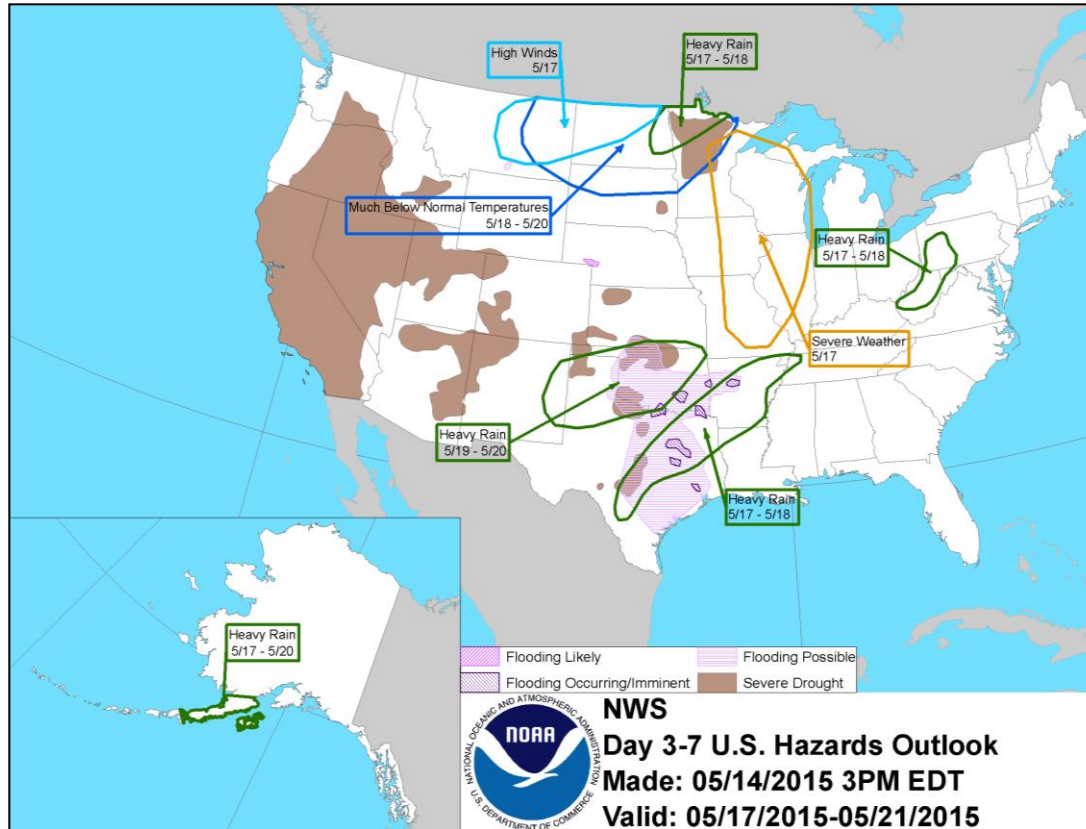 High Winds
5/17
Heavy Rain
5/17 - 5/18
Much Below Normal Temperatures
5/18 - 5/20
Heavy Rain
5/17 - 5/18
Severe Weather
5/17
Heavy Rain
5/19 - 5/20
Heavy Rain
5/17 - 5/18
Heavy Rain
5/17 - 5/20
Flooding Likely
Flooding Possible
Flooding Occurring/Imminent
Severe Drought
NATIONAL OCEANIC AND ATMOSPHERIC ADMINISTRATION
NOAA
U.S. DEPARTMENT OF COMMERCE
NWS
Day 3-7 U.S. Hazards Outlook
Made: 05/14/2015 3PM EDT
Valid: 05/17/2015-05/21/2015